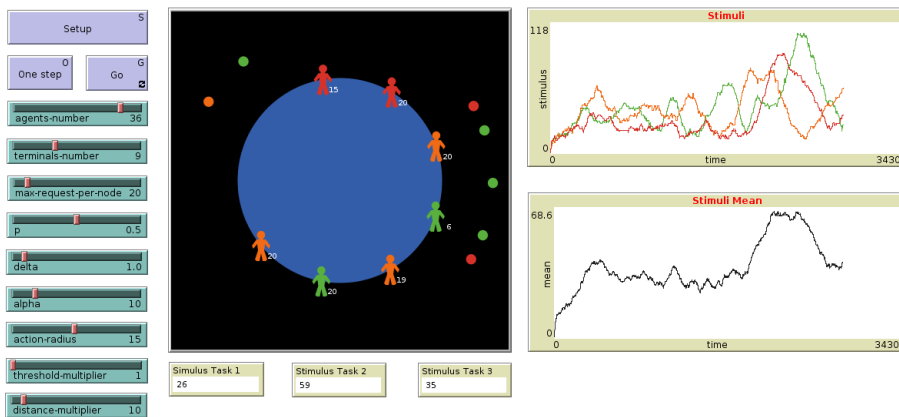 S
Setup
O
One step
G
Go
agents-number 36
terminals-number 9
max-request-per-node 20
p 0.5
delta 1.0
alpha 10
action-radius 15
threshold-multiplier 1
distance-multiplier 10
15
20
20
6
20
20
19
Simulus Task 1
26
Stimulus Task 2
59
Stimulus Task 3
35
Stimuli
118
stimulus
0
0 time 3430
Stimuli Mean
68.6
mean
0
0 time 3430